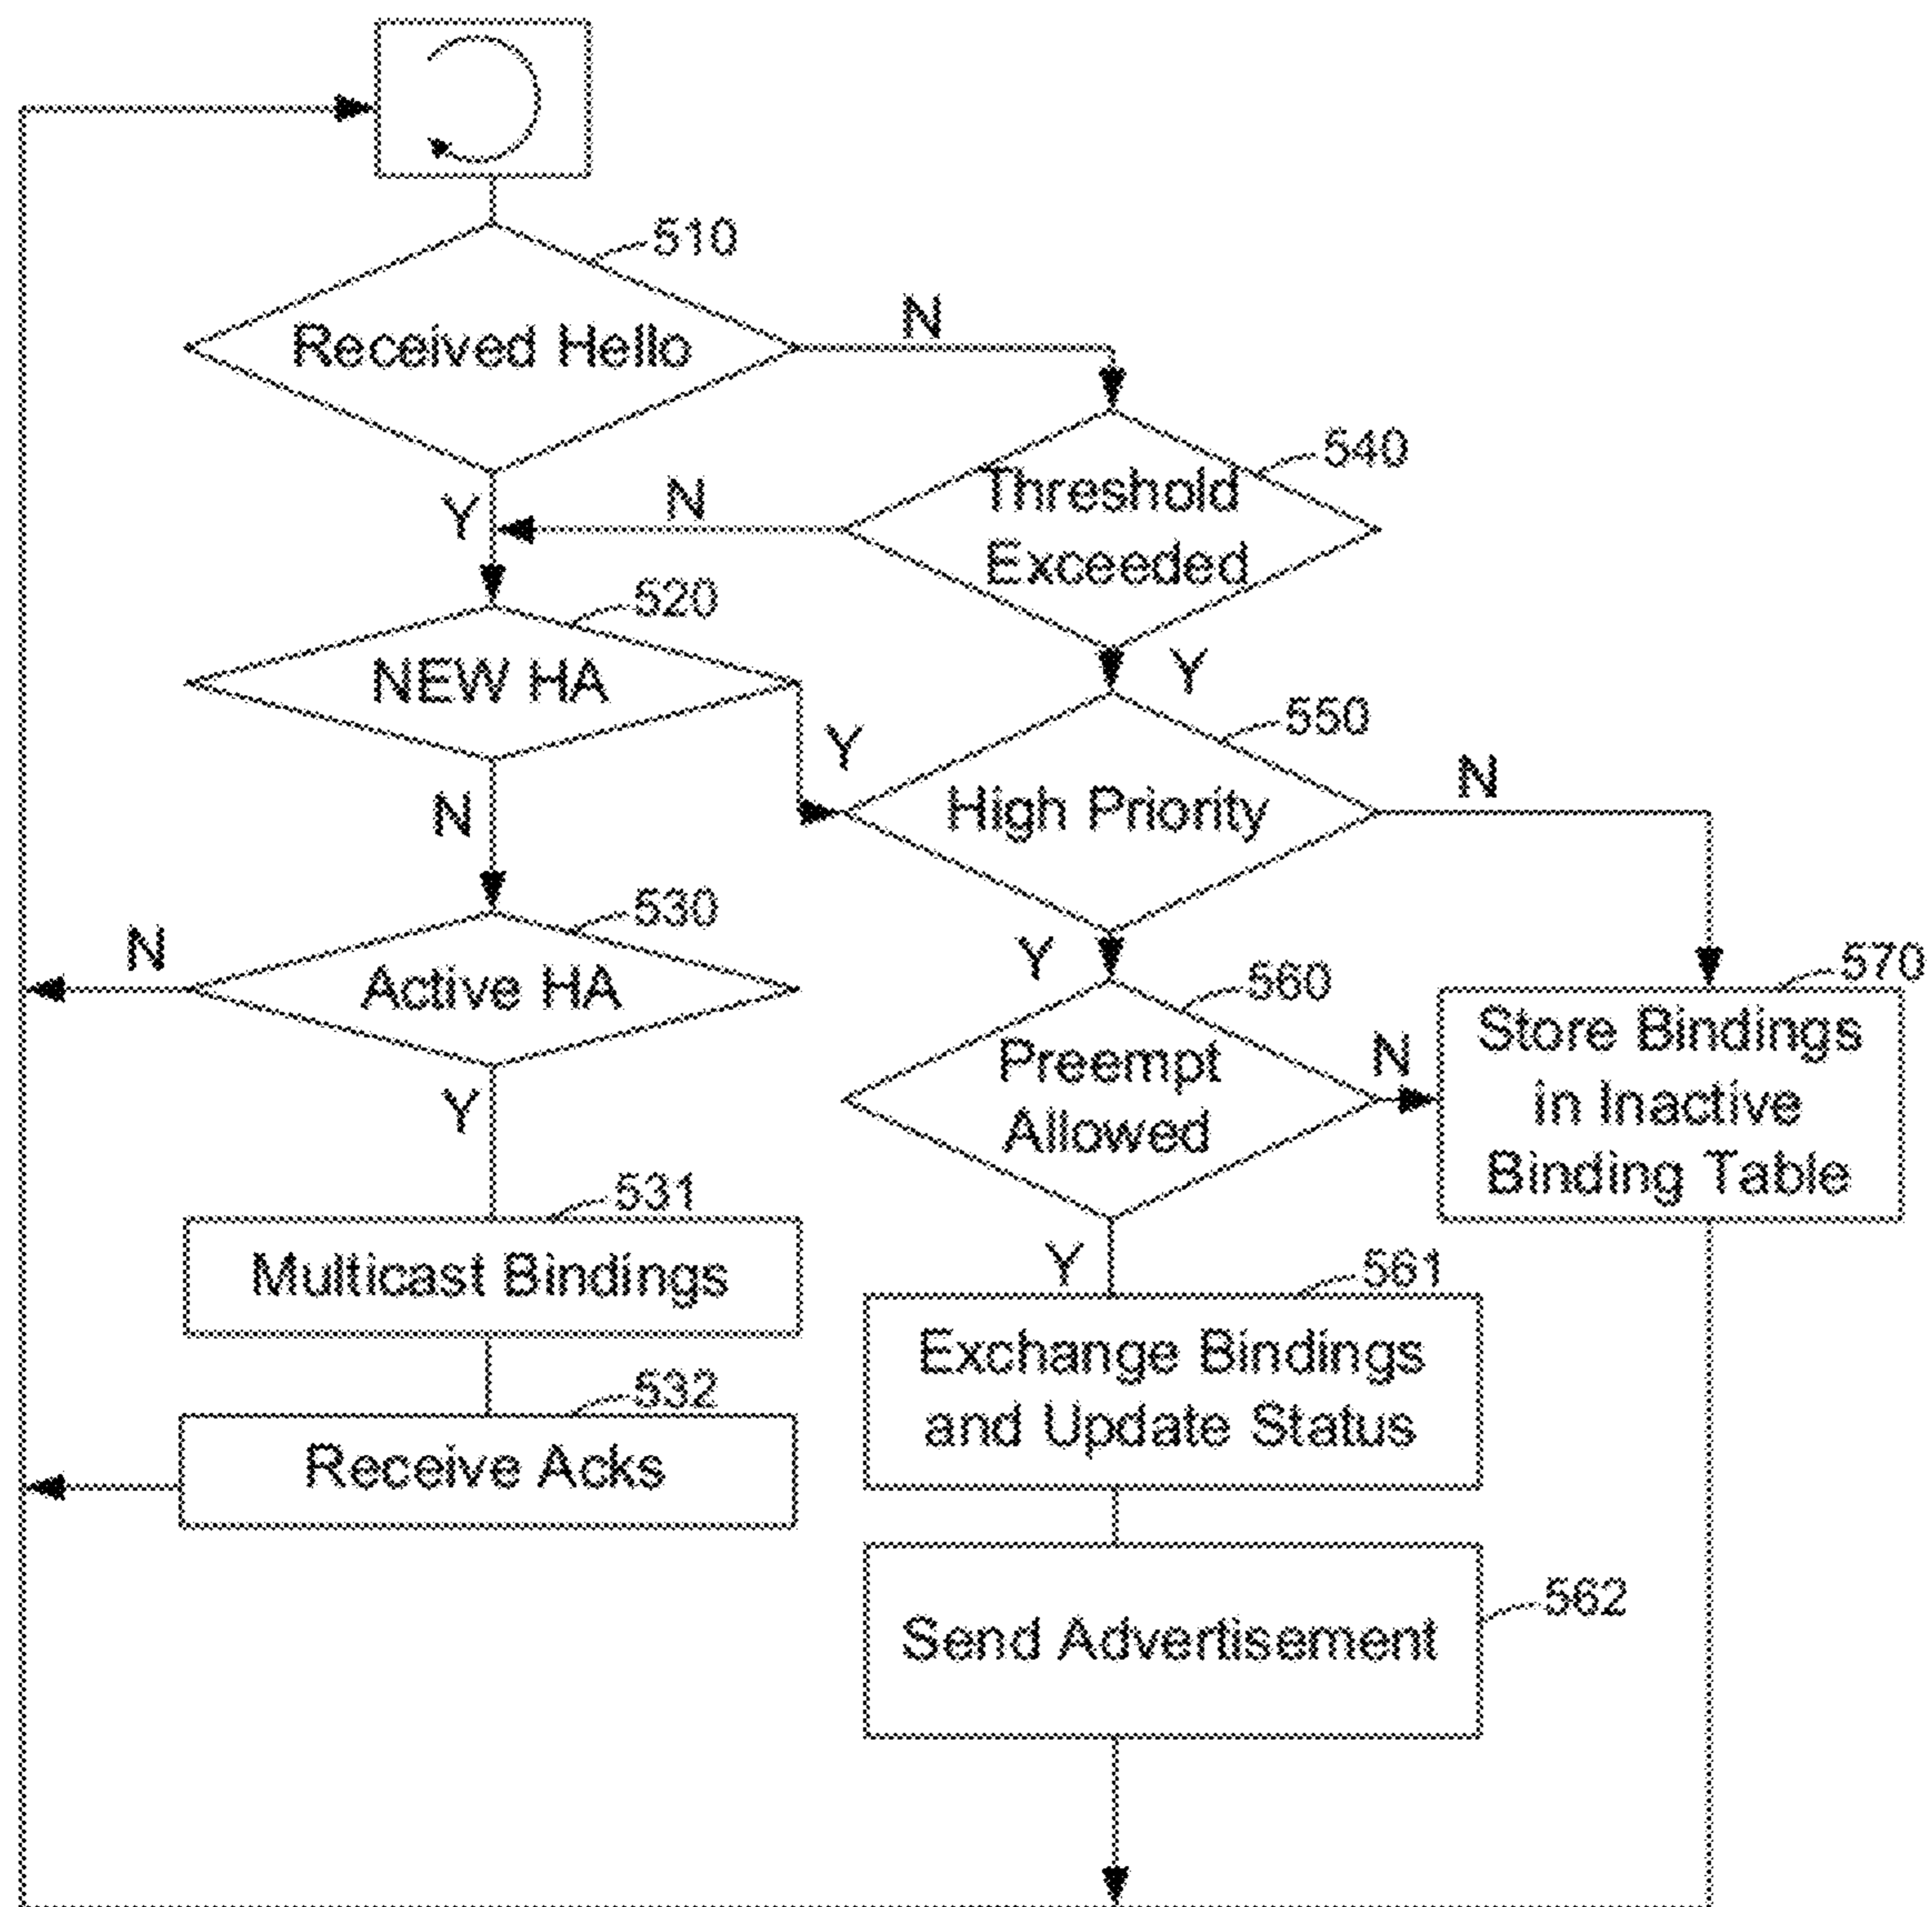 510
Received Hello
N
540
Threshold
Exceeded
Y
N
520
NEW HA
Y
Y
550
High Priority
N
N
530
Active HA
N
Y
560
Preempt
Allowed
N
570
Store Bindings
in Inactive
Binding Table
Y
531
Multicast Bindings
Y
561
Exchange Bindings
and Update Status
532
Receive Acks
562
Send Advertisement